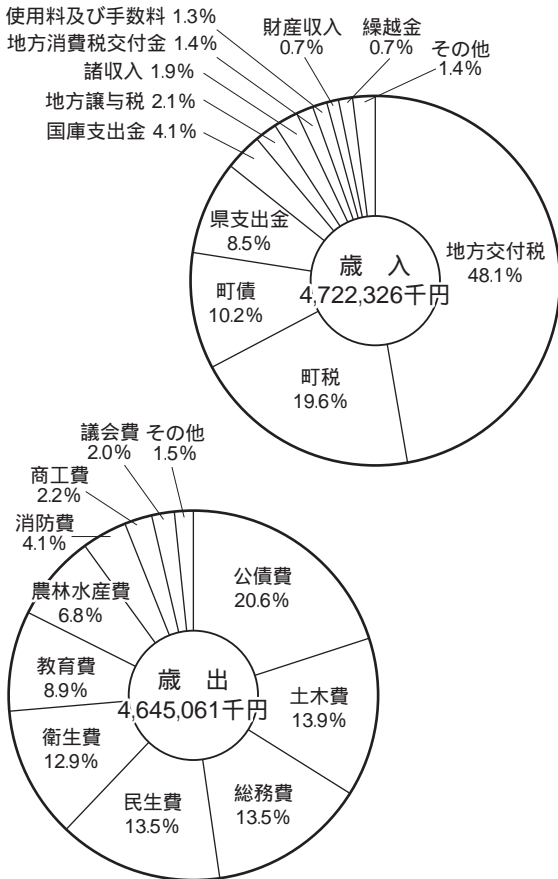 使用料及び手数料 1.3%
地方消費税交付金 1.4%
諸収入 1.9%
地方譲与税 2.1%
国庫支出金 4.1%
財産収入
0.7%
繰越金
0.7%
その他
1.4%
県支出金
8.5%
町債
10.2%
歳 入
4,722,326千円
地方交付税
48.1%
町税
19.6%
議会費
2.0%
その他
1.5%
商工費
2.2%
消防費
4.1%
農林水産費
6.8%
公債費
20.6%
教育費
8.9%
歳 出
4,645,061千円
土木費
13.9%
衛生費
12.9%
民生費
13.5%
総務費
13.5%